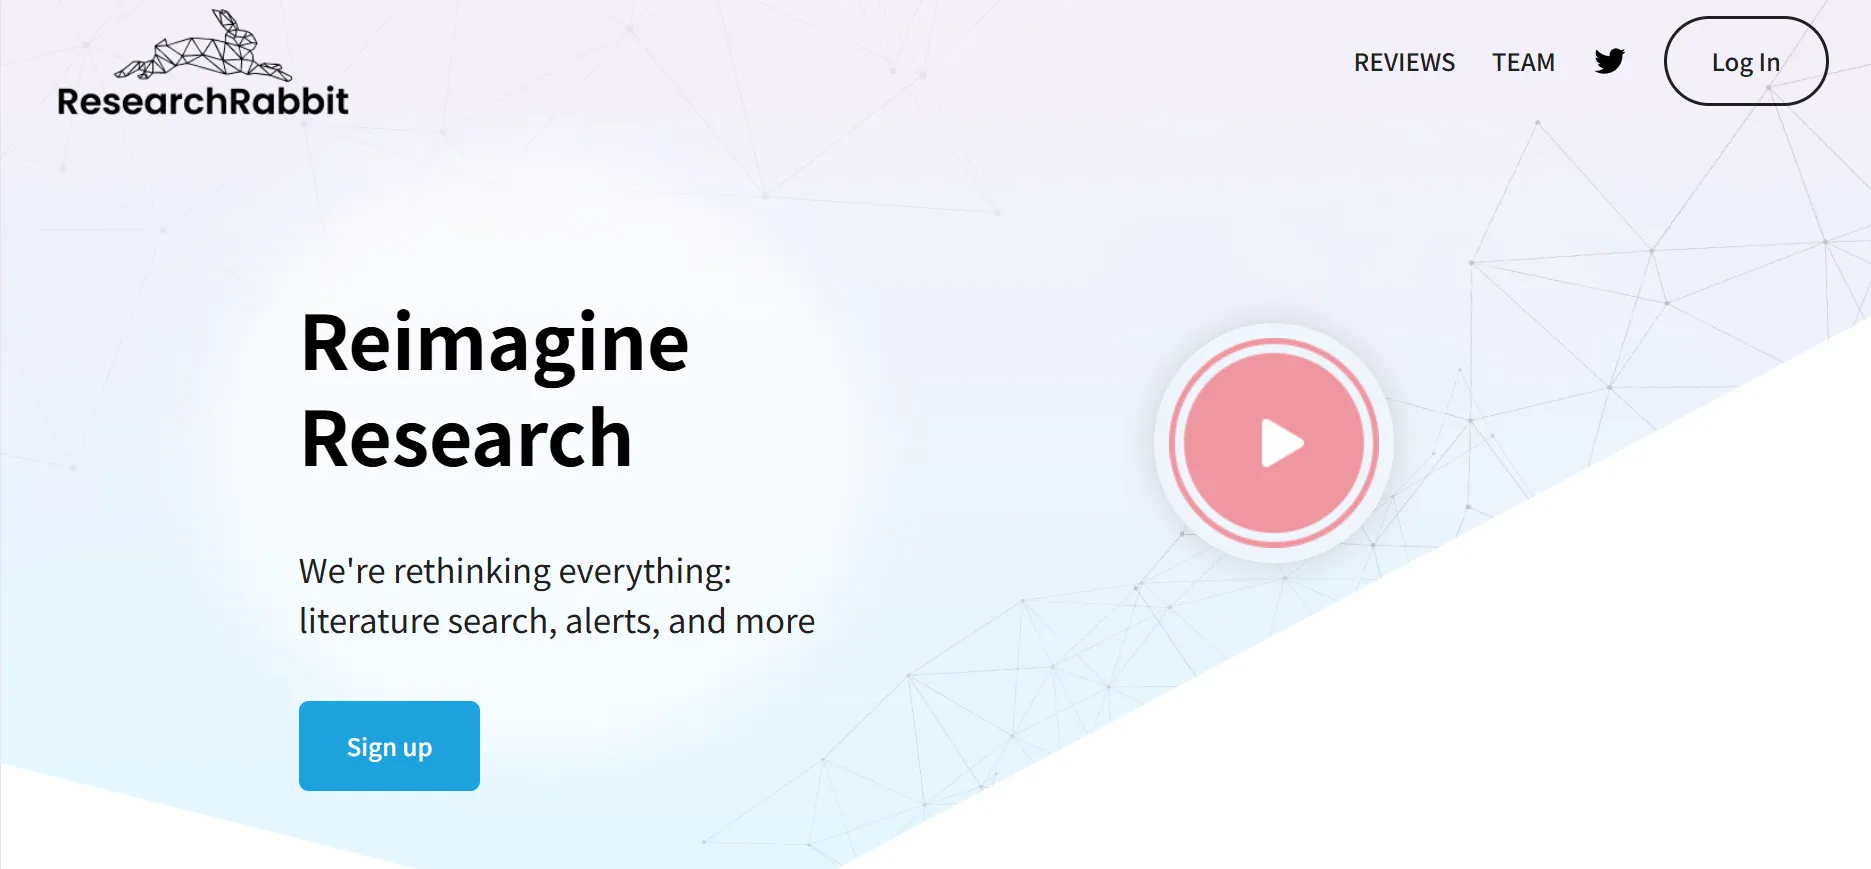 ResearchRabbit
REVIEWS TEAM Log In
Reimagine
Research
We're rethinking everything:
literature search, alerts, and more
Sign up